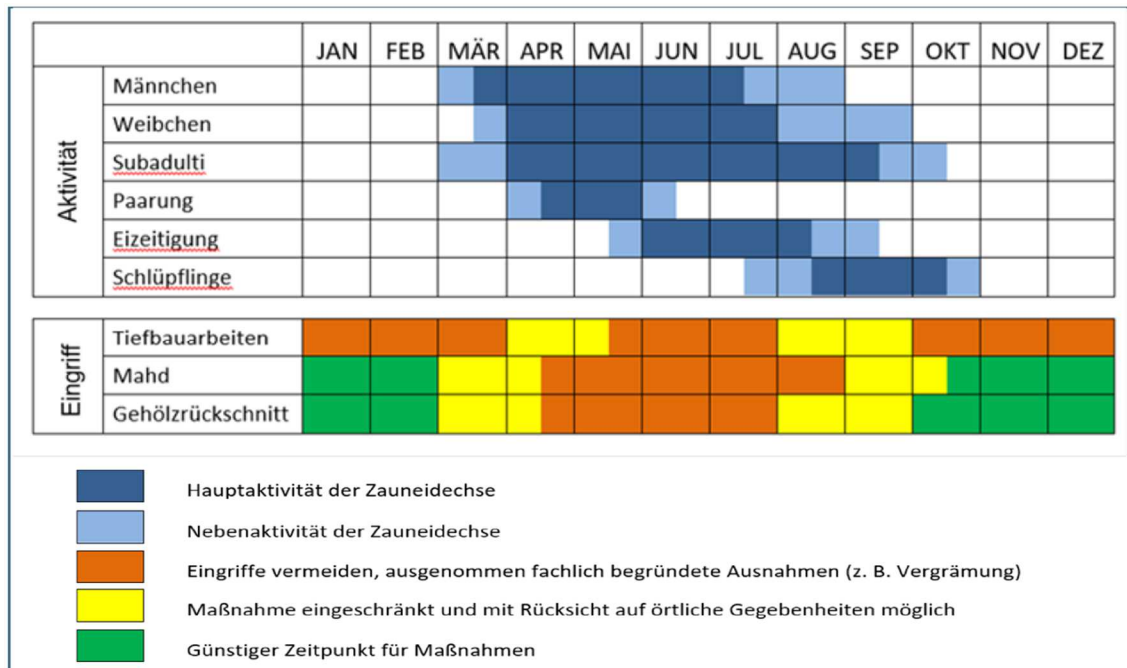 JAN FEB MÄR APR MAI JUN JUL AUG SEP OKT NOV DEZ
Aktivität
Männchen
Weibchen
Subadulti
Paarung
Eizeitigung
Schlüpflinge
Eingriff
Tiefbauarbeiten
Mahd
Gehölzrückschnitt
Hauptaktivität der Zauneidechse
Nebenaktivität der Zauneidechse
Eingriffe vermeiden, ausgenommen fachlich begründete Ausnahmen (z. B. Vergrämung)
Maßnahme eingeschränkt und mit Rücksicht auf örtliche Gegebenheiten möglich
Günstiger Zeitpunkt für Maßnahmen